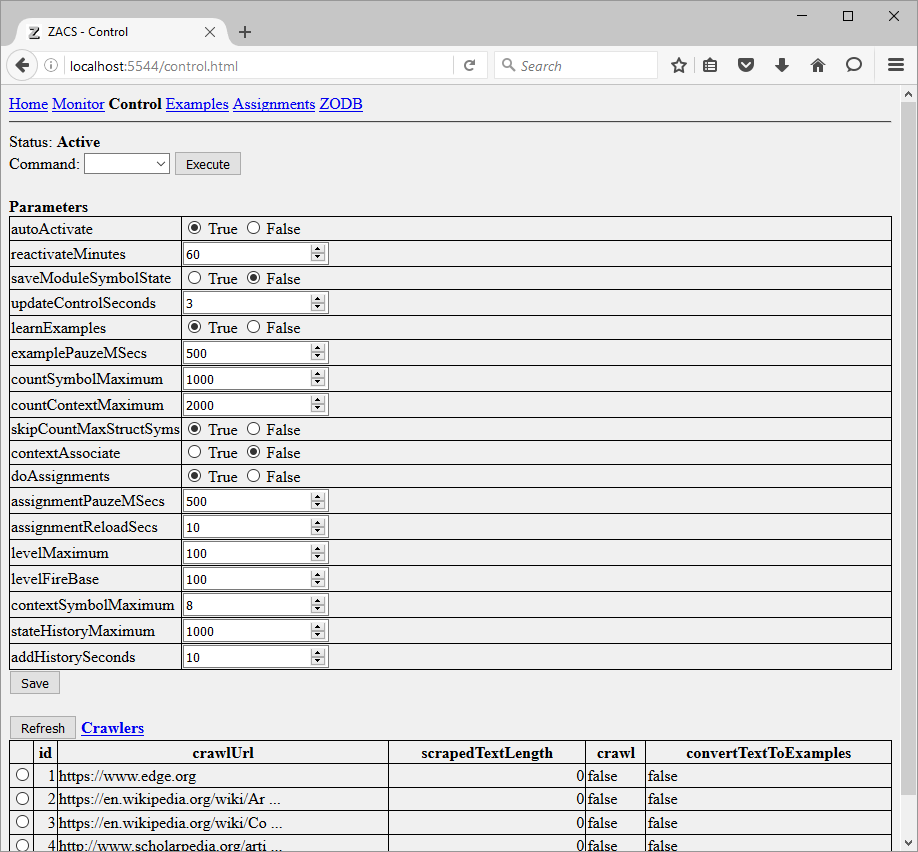 ZACS - Control
localhost:5544/control.html
Search
Home Monitor Control Examples Assignments ZODB
Status: Active
Command: Execute
Parameters
autoActivate True False
reactivateMinutes 60
saveModuleSymbolState True False
updateControlSeconds 3
learnExamples True False
examplePauzeMSecs 500
countSymbolMaximum 1000
countContextMaximum 2000
skipCountMaxStructSyms True False
contextAssociate True False
doAssignments True False
assignmentPauzeMSecs 500
assignmentReloadSecs 10
levelMaximum 100
levelFireBase 100
contextSymbolMaximum 8
stateHistoryMaximum 1000
addHistorySeconds 10
Save
Refresh Crawlers
id crawlUrl scrapedTextLength crawl convertTextToExamples
1 https://www.edge.org 0 false false
2 https://en.wikipedia.org/wiki/Ar ... 0 false false
3 https://en.wikipedia.org/wiki/Co ... 0 false false
4 http://www.scholarpedia.org/arti ... 0 false false